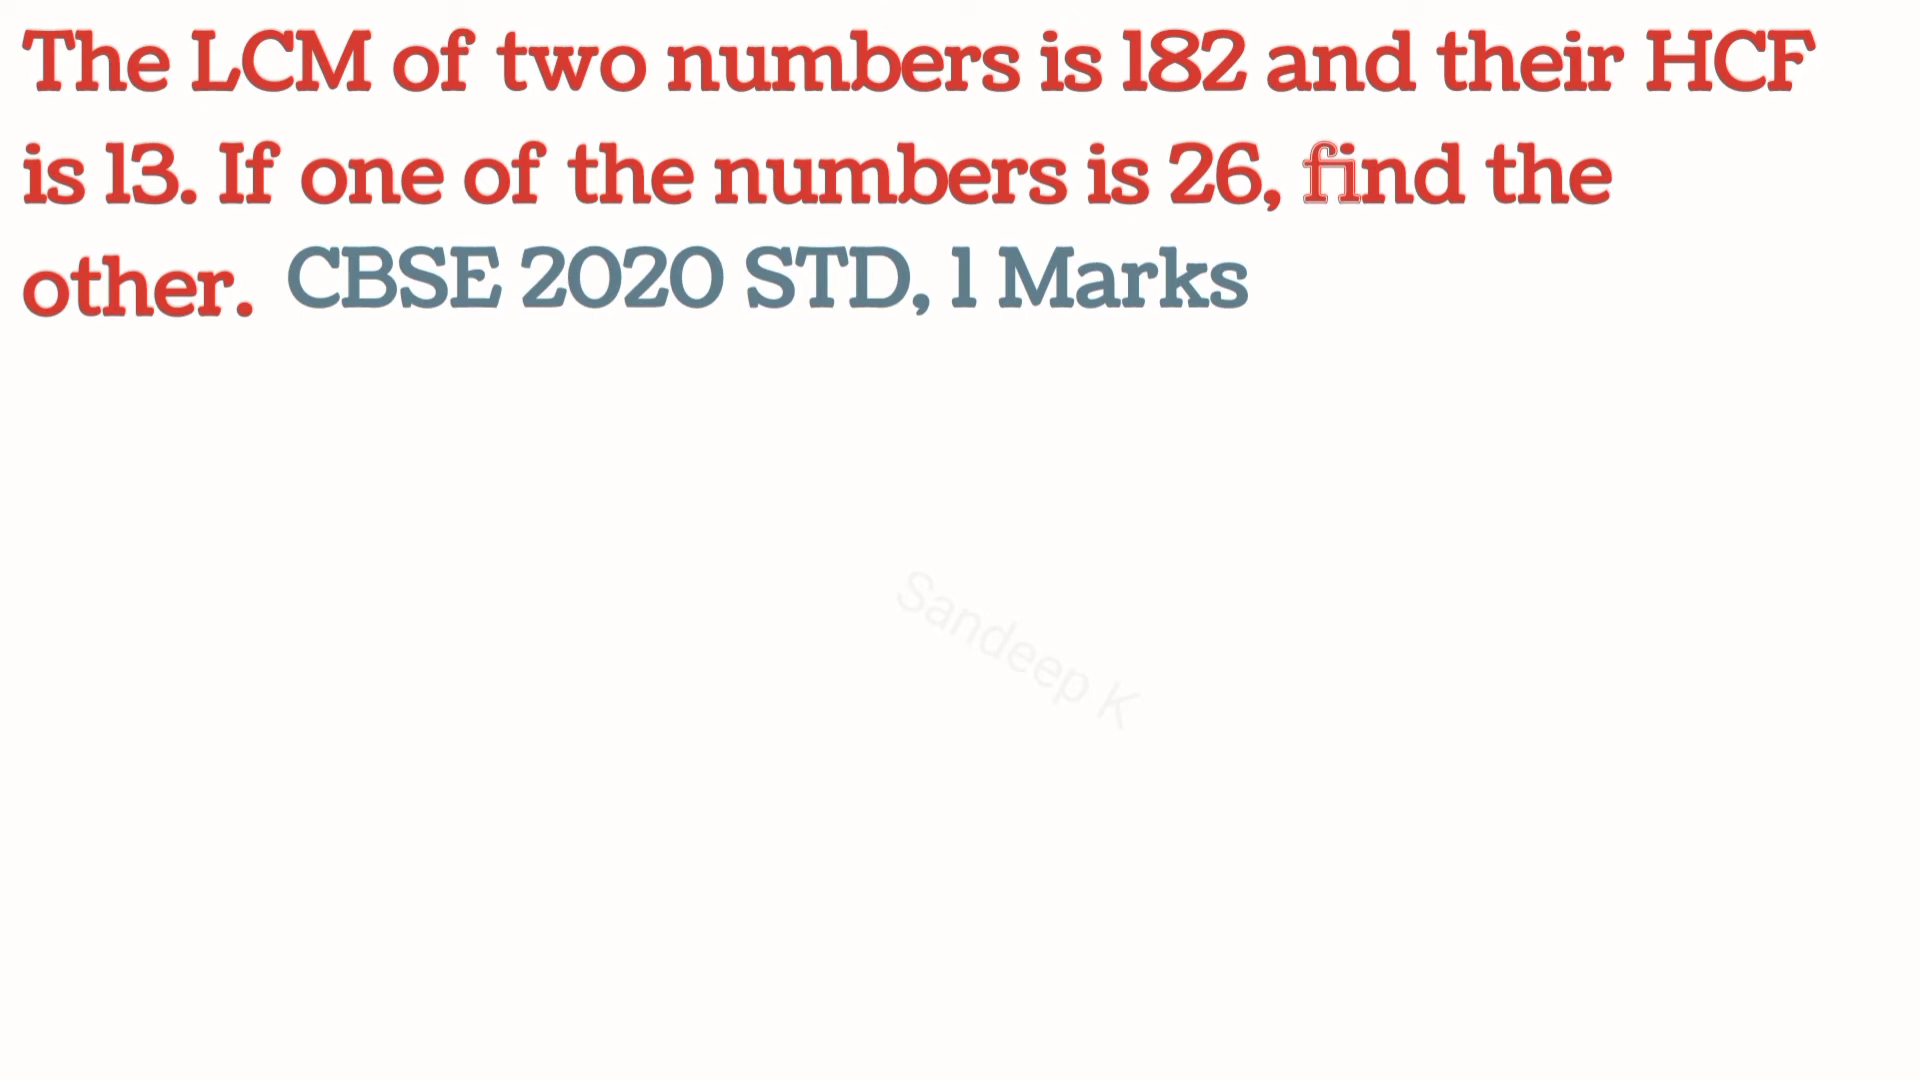 The LCM of two numbers is 182 and their HCF
is 13. If one of the numbers is 26, find the
other. CBSE 2020 STD, 1 Marks
Sandeep K